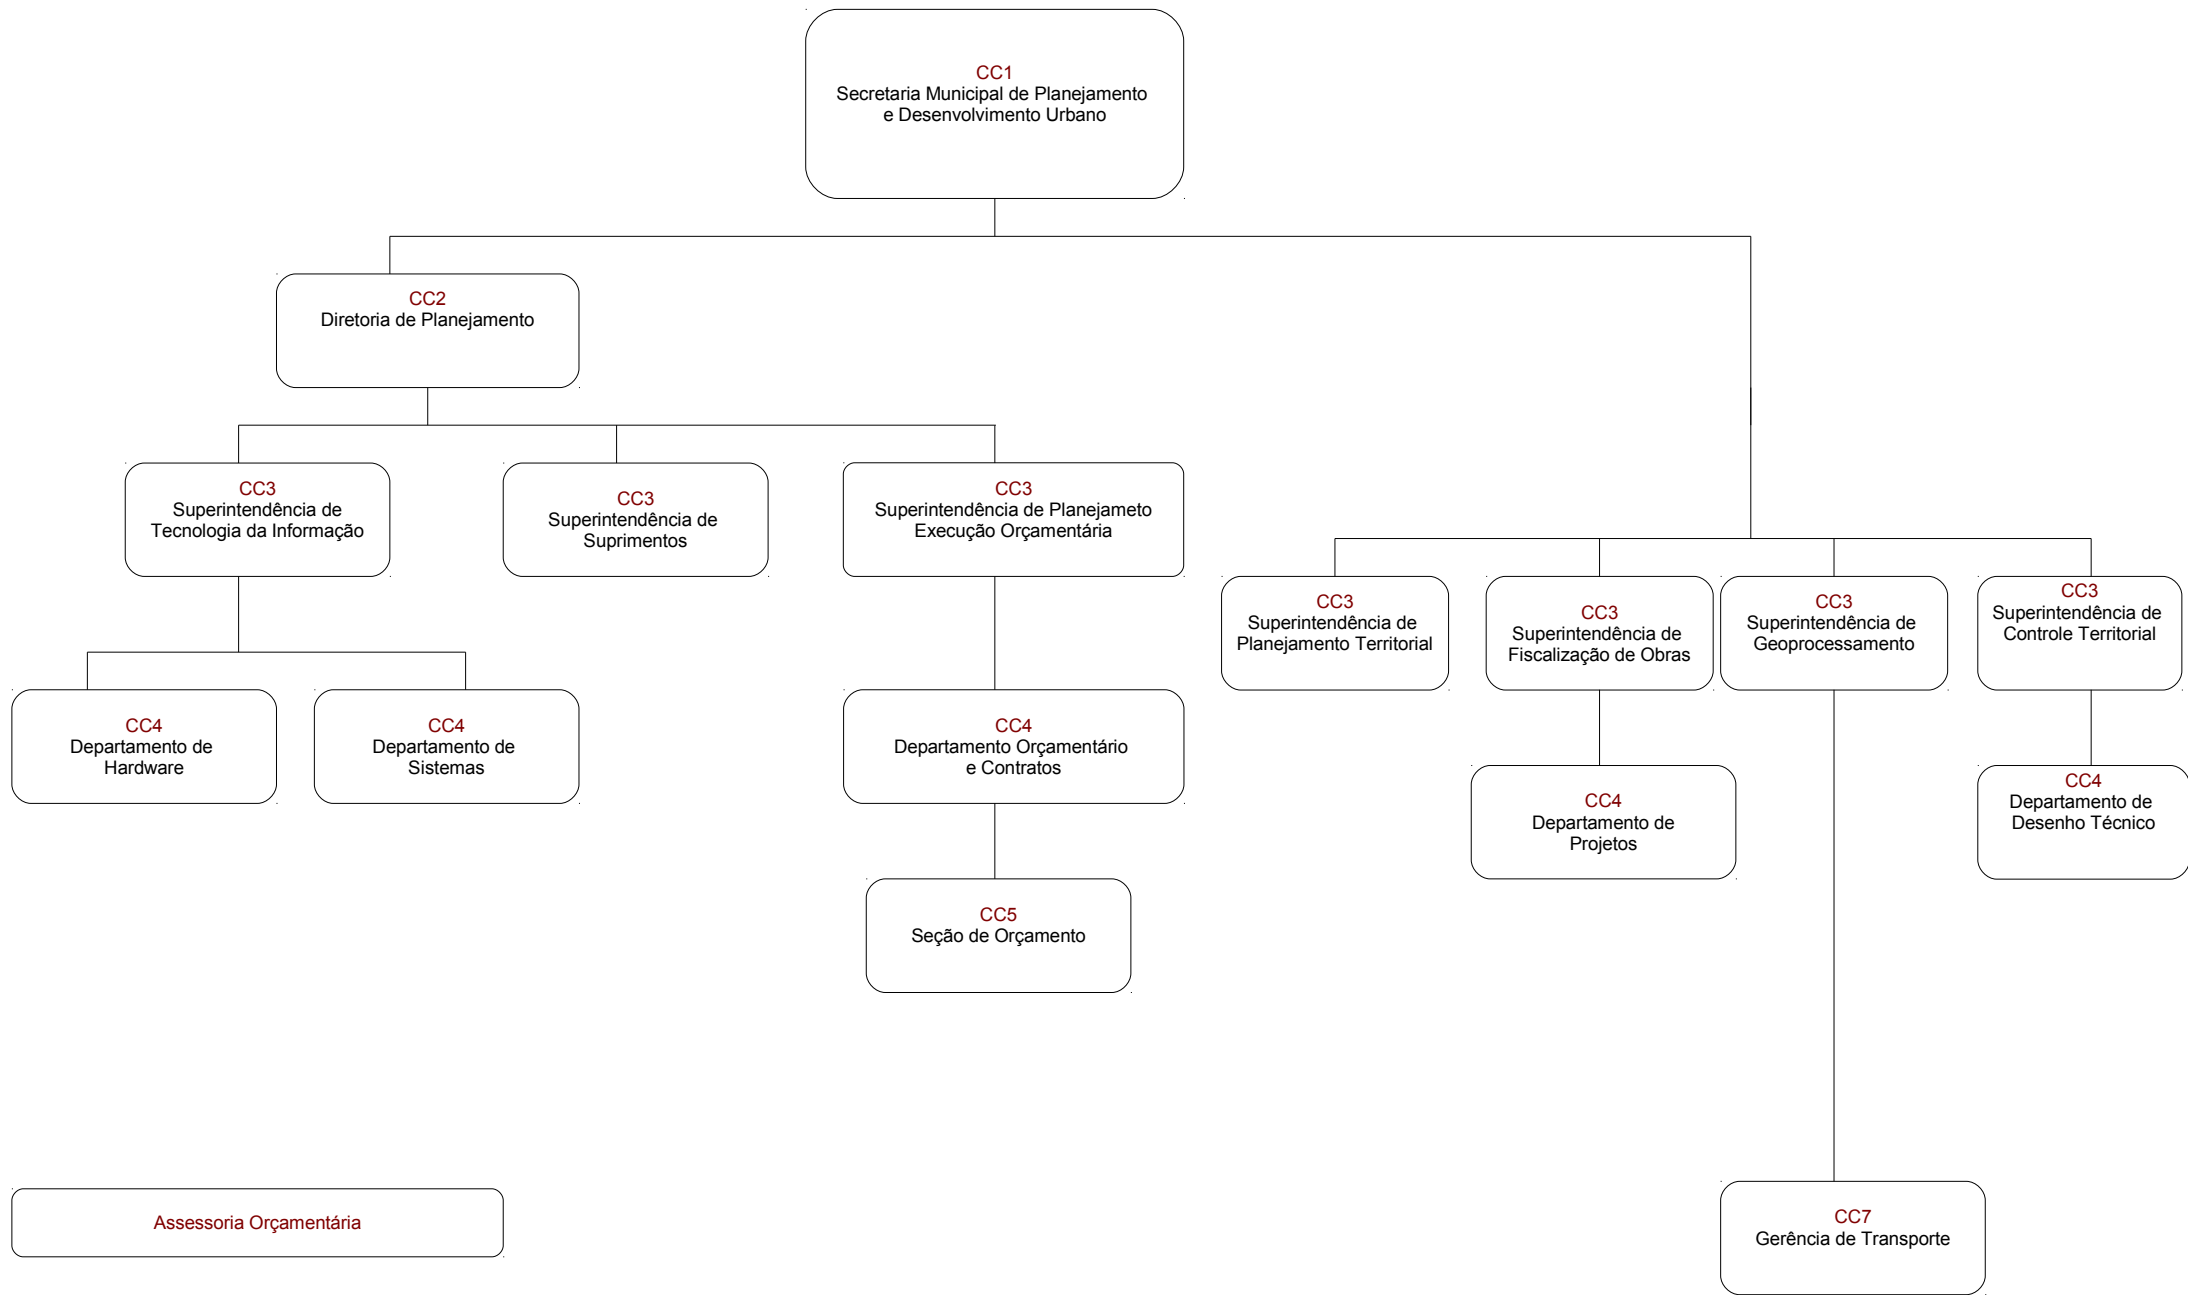 CC1
Secretaria Municipal de Planejamento
e Desenvolvimento Urbano
CC2
Diretoria de Planejamento
CC3
Superintendência de
Tecnologia da Informação
CC3
Superintendência de
Suprimentos
CC3
Superintendência de Planejameto
Execução Orçamentária
CC3
Superintendência de
Planejamento Territorial
CC3
Superintendência de
Fiscalização de Obras
CC3
Superintendência de
Geoprocessamento
CC3
Superintendência de
Controle Territorial
CC4
Departamento de
Hardware
CC4
Departamento de
Sistemas
CC4
Departamento Orçamentário
e Contratos
CC4
Departamento de
Projetos
CC4
Departamento de
Desenho Técnico
CC5
Seção de Orçamento
Assessoria Orçamentária
CC7
Gerência de Transporte